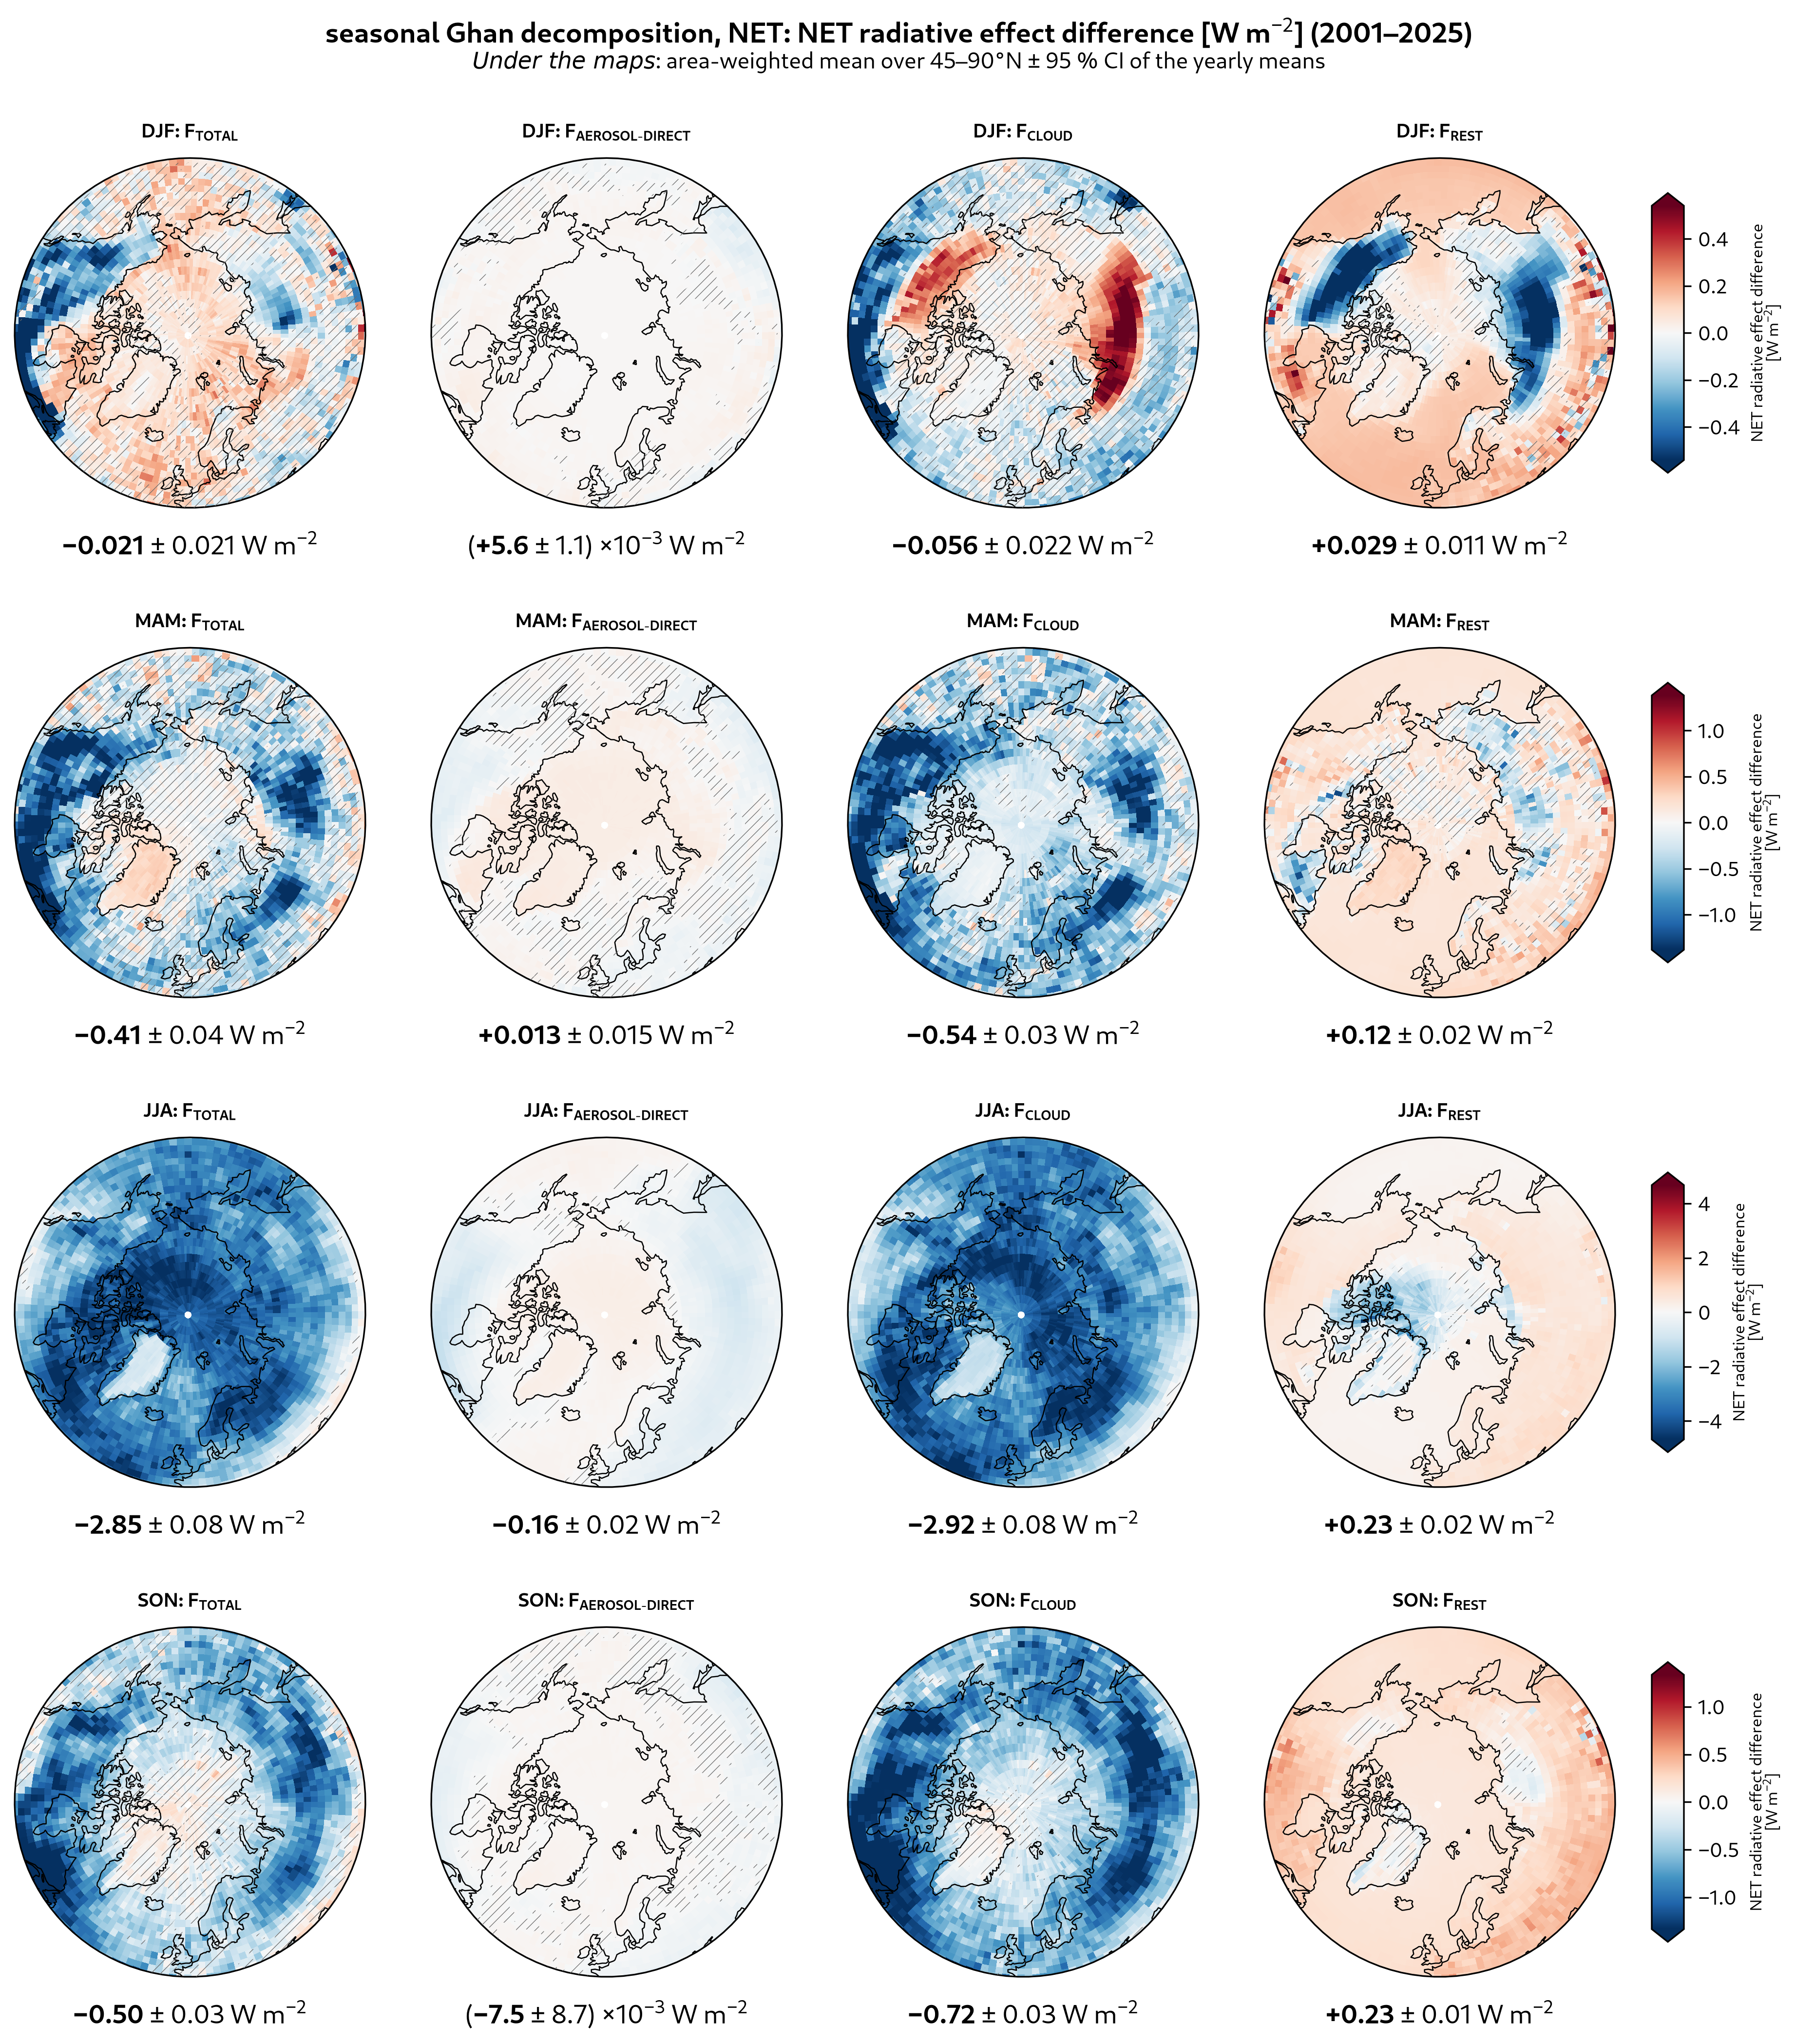 seasonal Ghan decomposition, NET: NET radiative effect difference [W m⁻²] (2001–2025)
Under the maps: area-weighted mean over 45–90°N ± 95 % CI of the yearly means
DJF: F_TOTAL DJF: F_AEROSOL-DIRECT DJF: F_CLOUD DJF: F_REST
0.4
0.2
0.0
−0.2
−0.4
NET radiative effect difference
[W m⁻²]
−0.021 ± 0.021 W m⁻² (+5.6 ± 1.1) ×10⁻³ W m⁻² −0.056 ± 0.022 W m⁻² +0.029 ± 0.011 W m⁻²
MAM: F_TOTAL MAM: F_AEROSOL-DIRECT MAM: F_CLOUD MAM: F_REST
1.0
0.5
0.0
−0.5
−1.0
NET radiative effect difference
[W m⁻²]
−0.41 ± 0.04 W m⁻² +0.013 ± 0.015 W m⁻² −0.54 ± 0.03 W m⁻² +0.12 ± 0.02 W m⁻²
JJA: F_TOTAL JJA: F_AEROSOL-DIRECT JJA: F_CLOUD JJA: F_REST
4
2
0
−2
−4
NET radiative effect difference
[W m⁻²]
−2.85 ± 0.08 W m⁻² −0.16 ± 0.02 W m⁻² −2.92 ± 0.08 W m⁻² +0.23 ± 0.02 W m⁻²
SON: F_TOTAL SON: F_AEROSOL-DIRECT SON: F_CLOUD SON: F_REST
1.0
0.5
0.0
−0.5
−1.0
NET radiative effect difference
[W m⁻²]
−0.50 ± 0.03 W m⁻² (−7.5 ± 8.7) ×10⁻³ W m⁻² −0.72 ± 0.03 W m⁻² +0.23 ± 0.01 W m⁻²